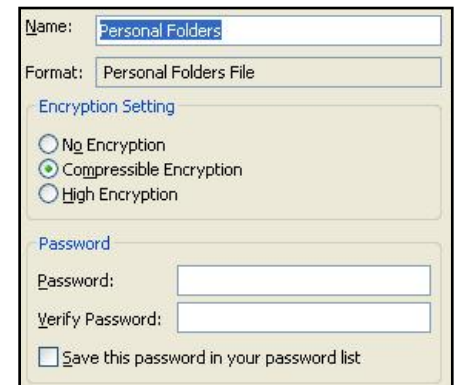 Name: Personal Folders
Format: Personal Folders File
Encryption Setting
No Encryption
Compressible Encryption
High Encryption
Password
Password:
Verify Password:
Save this password in your password list